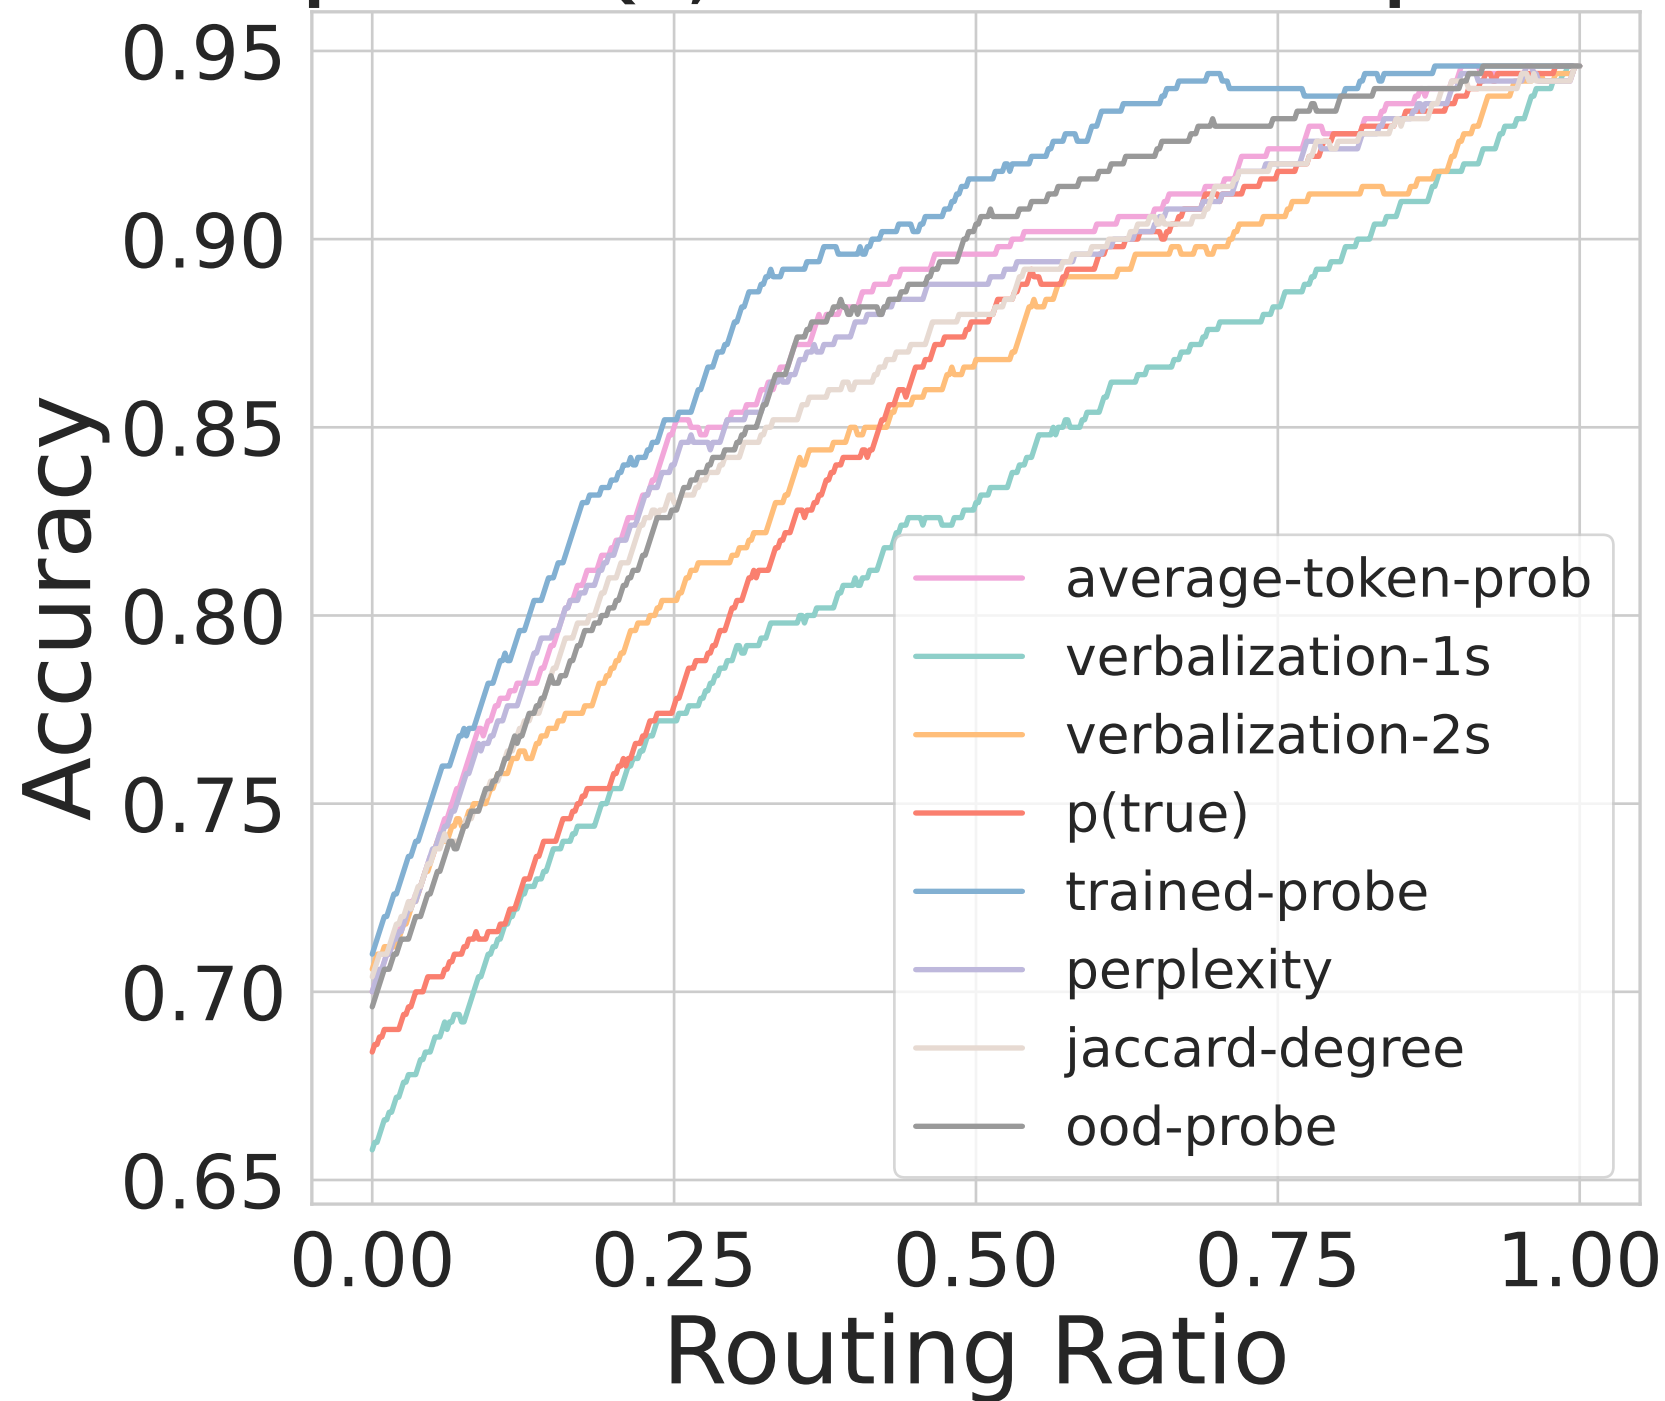 0.95
0.90
0.85
0.80
0.75
0.70
0.65
Accuracy
average-token-prob
verbalization-1s
verbalization-2s
p(true)
trained-probe
perplexity
jaccard-degree
ood-probe
0.00 0.25 0.50 0.75 1.00
Routing Ratio